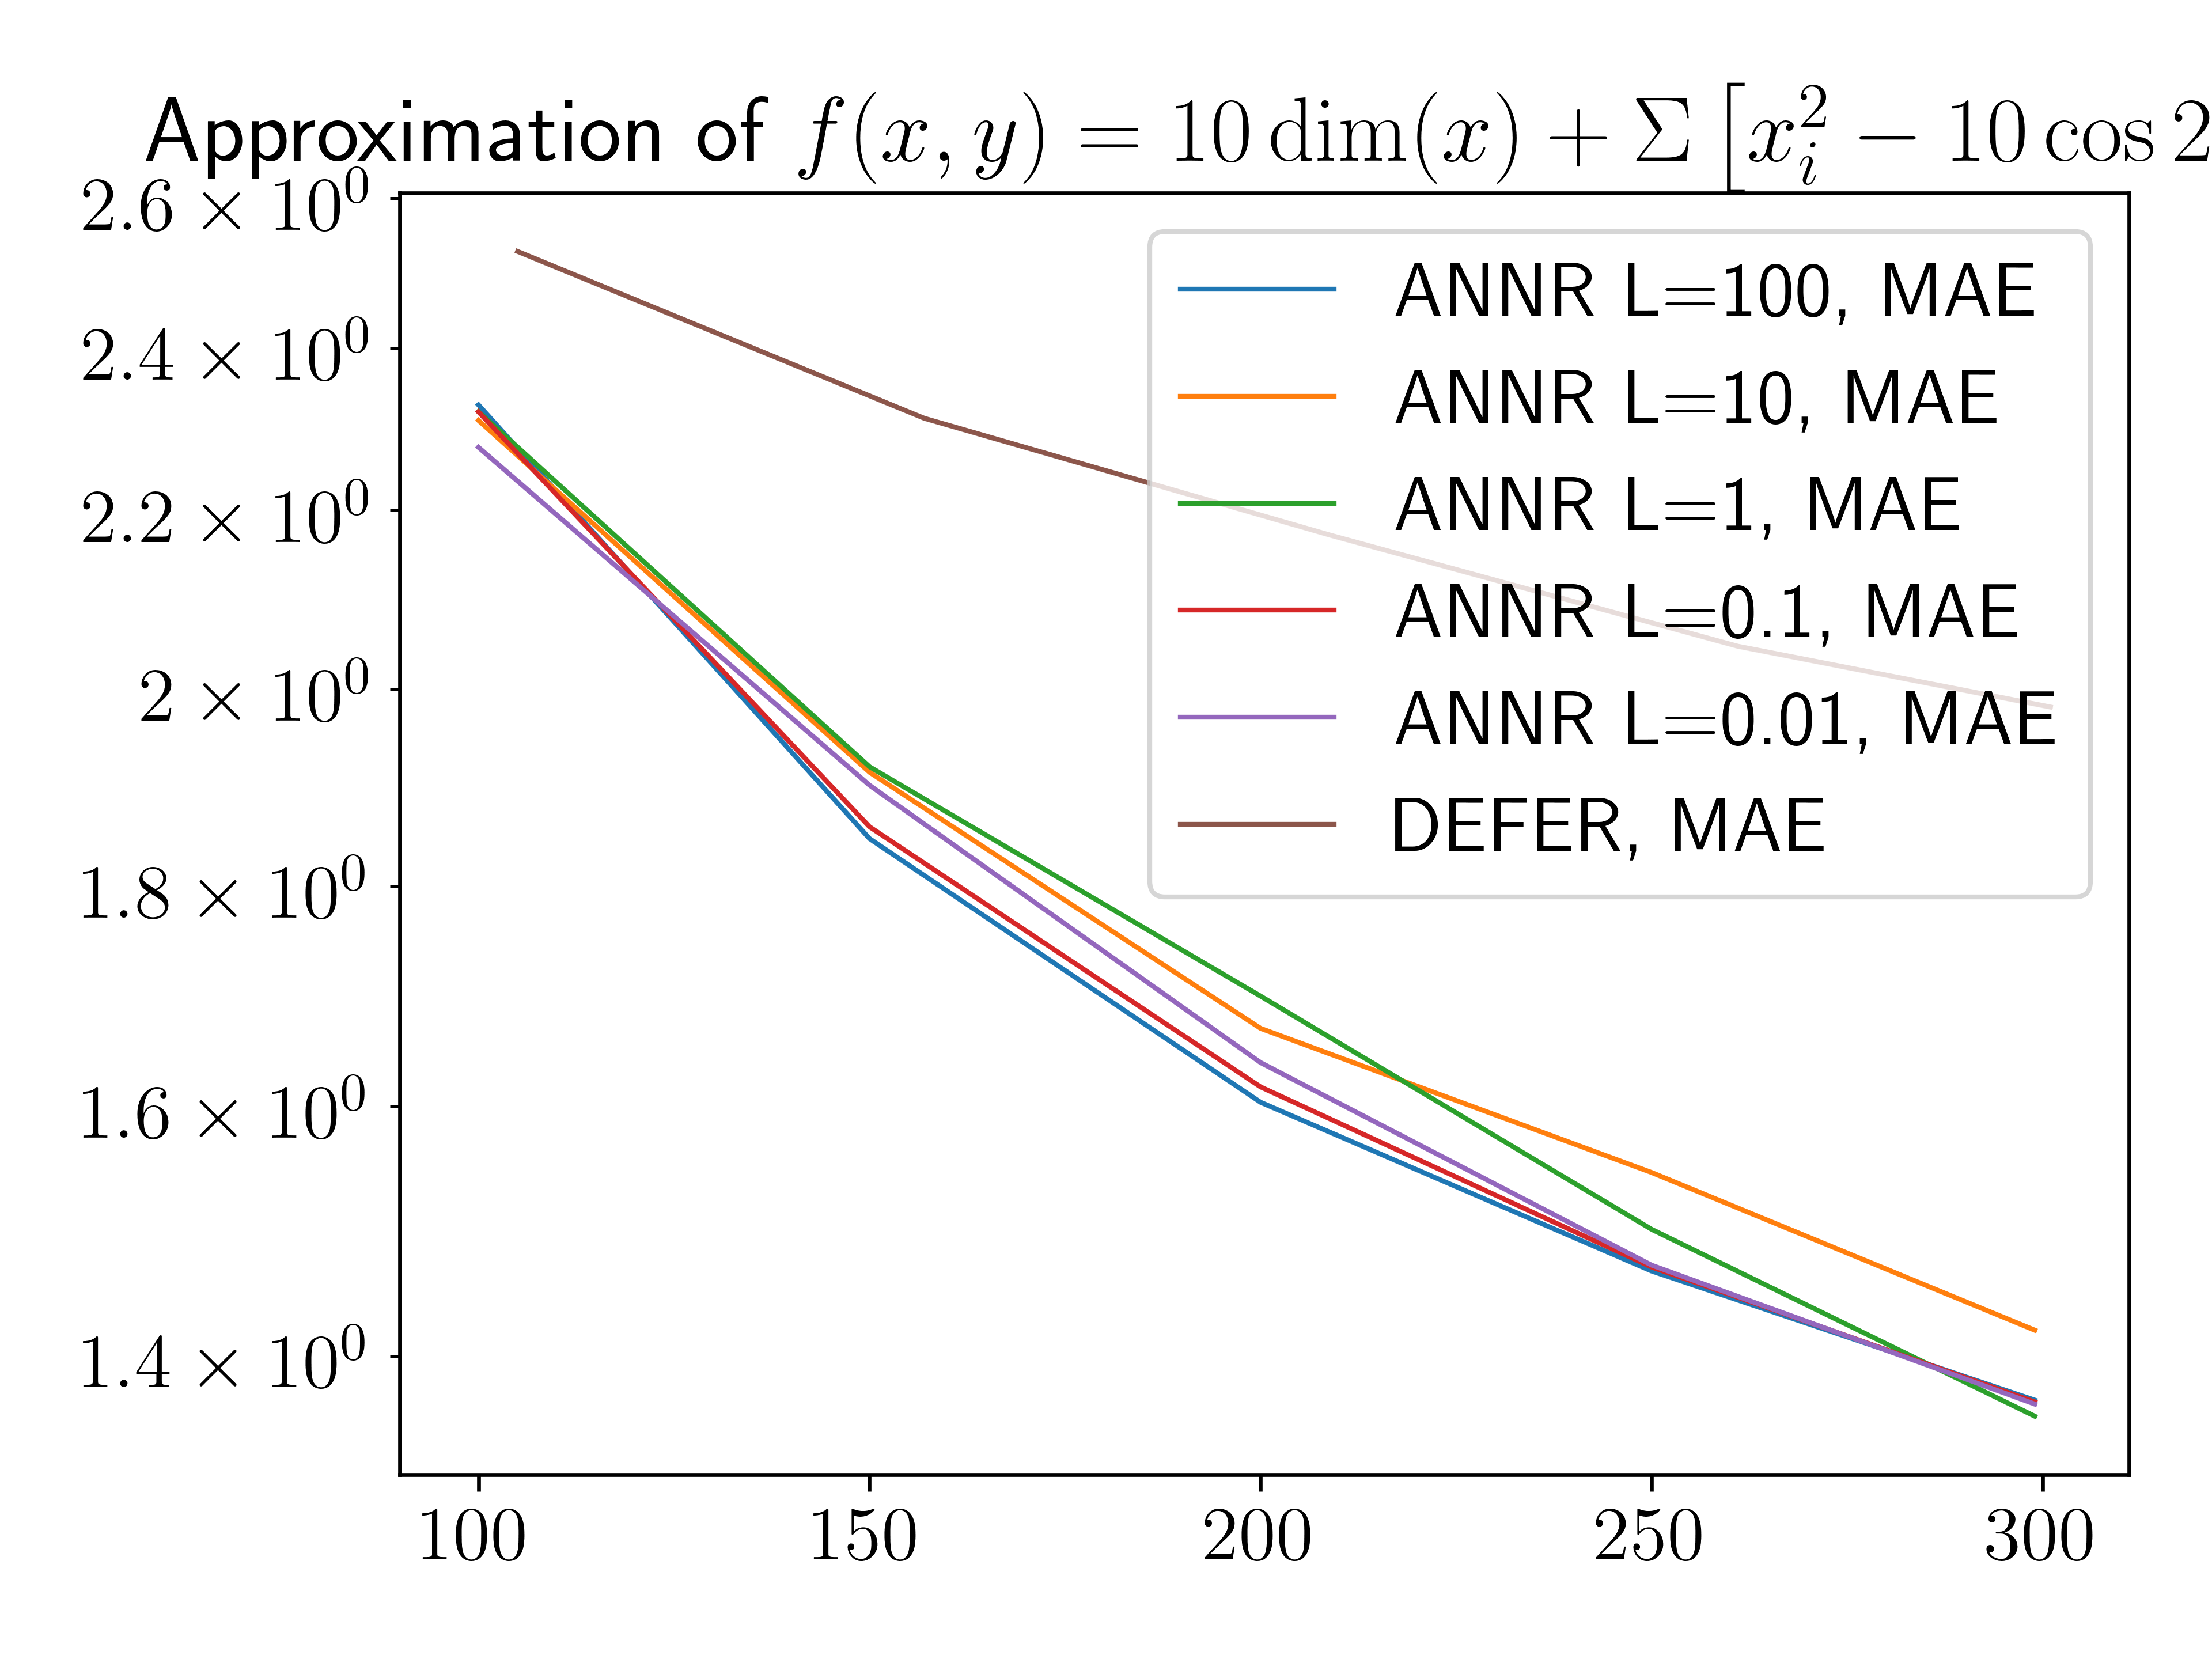 Approximation of f(x, y) = 10 dim(x) + Σ [x_i^2 − 10 cos 2
2.6 × 10^0
2.4 × 10^0
2.2 × 10^0
2 × 10^0
1.8 × 10^0
1.6 × 10^0
1.4 × 10^0
ANNR L=100, MAE
ANNR L=10, MAE
ANNR L=1, MAE
ANNR L=0.1, MAE
ANNR L=0.01, MAE
DEFER, MAE
100 150 200 250 300